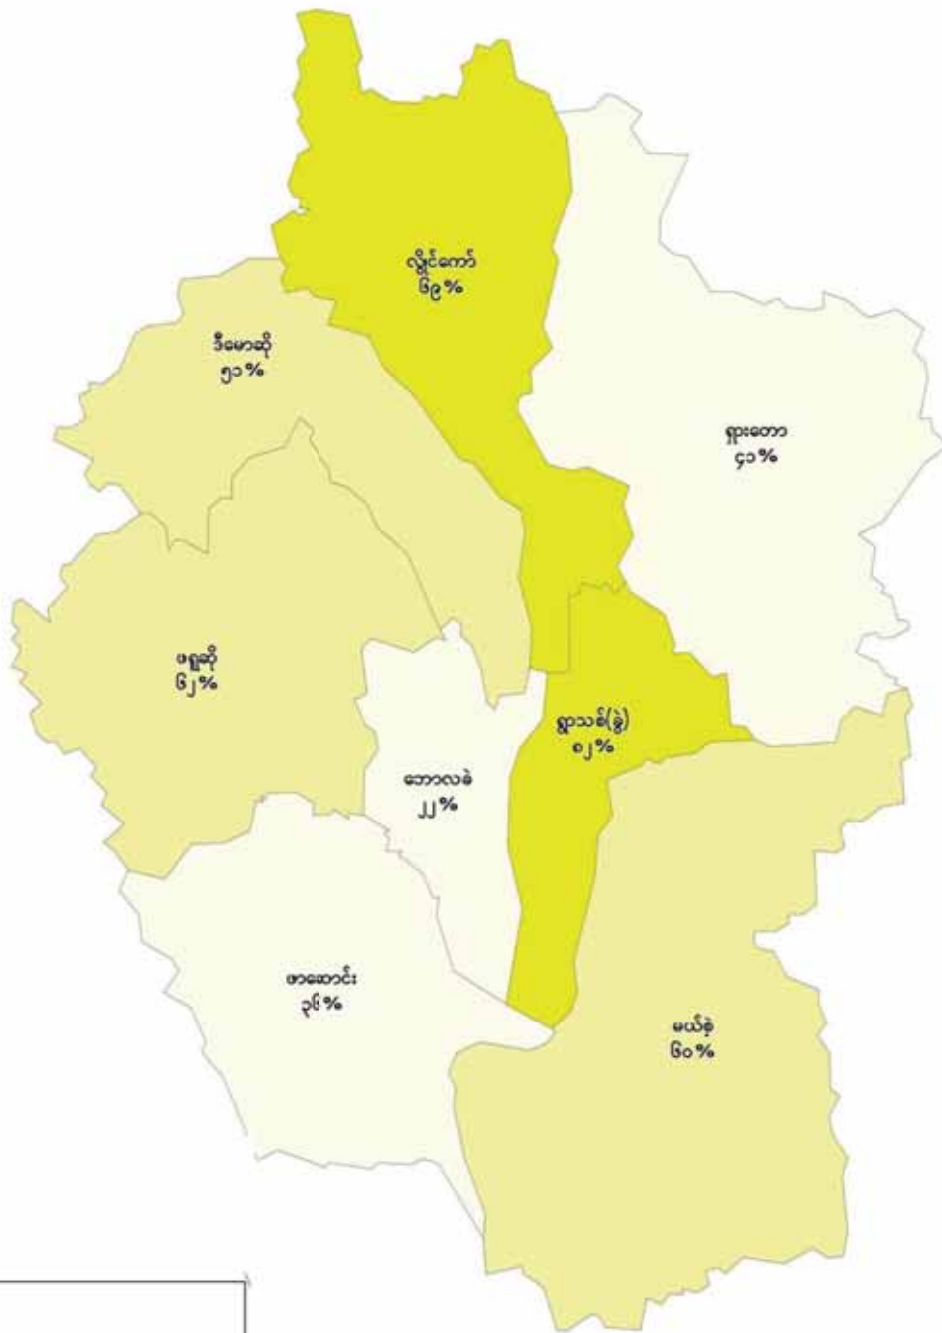 လွိုင်ကော်
၆၉%
ဒီမောဆို
၅၁%
ရှားတော
၄၁%
ဖရူဆို
၆၂%
ရွာသစ်(ခွဲ)
၈၂%
ဘောလခဲ
၂၂%
ဖာဆောင်း
၃၆%
မယ်စဲ့
၆၀%